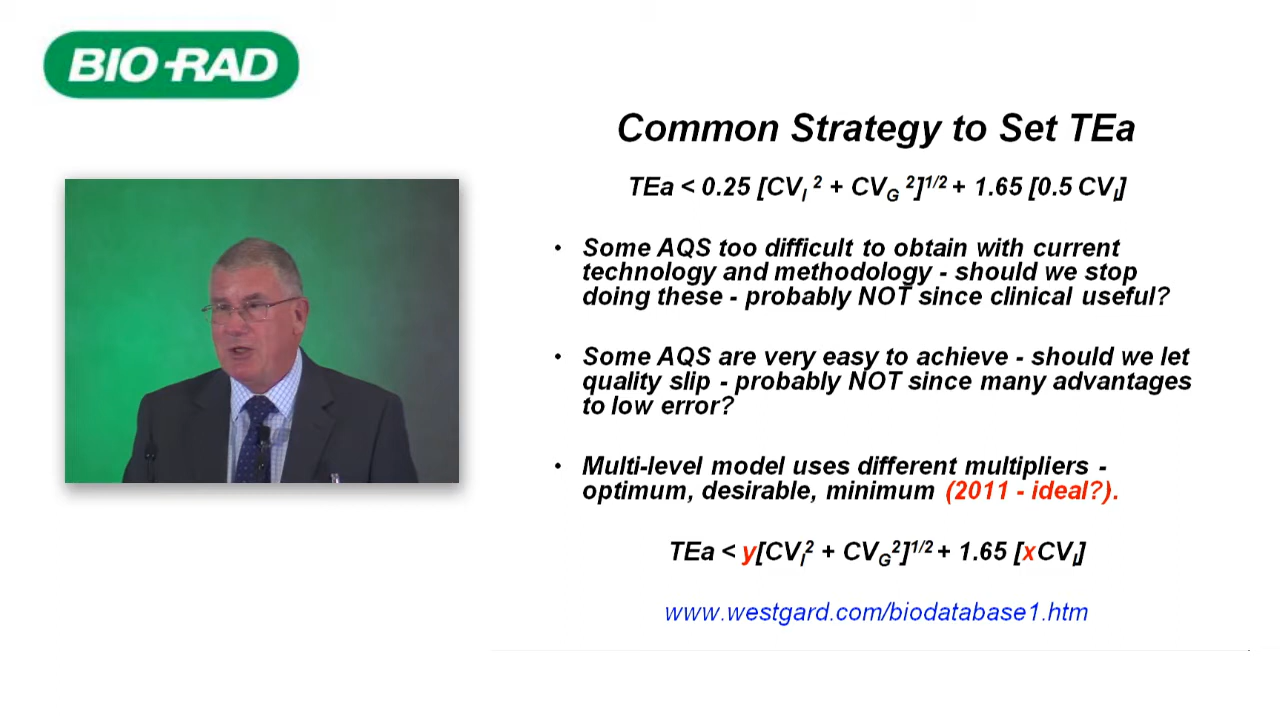 BIO-RAD
Common Strategy to Set TEa
TEa < 0.25 [CVI 2 + CVG 2]1/2 + 1.65 [0.5 CVI]
• Some AQS too difficult to obtain with current
technology and methodology - should we stop
doing these - probably NOT since clinical useful?
• Some AQS are very easy to achieve - should we let
quality slip - probably NOT since many advantages
to low error?
• Multi-level model uses different multipliers -
optimum, desirable, minimum (2011 - ideal?).
TEa < y[CVI2 + CVG2]1/2 + 1.65 [xCVI]
www.westgard.com/biodatabase1.htm